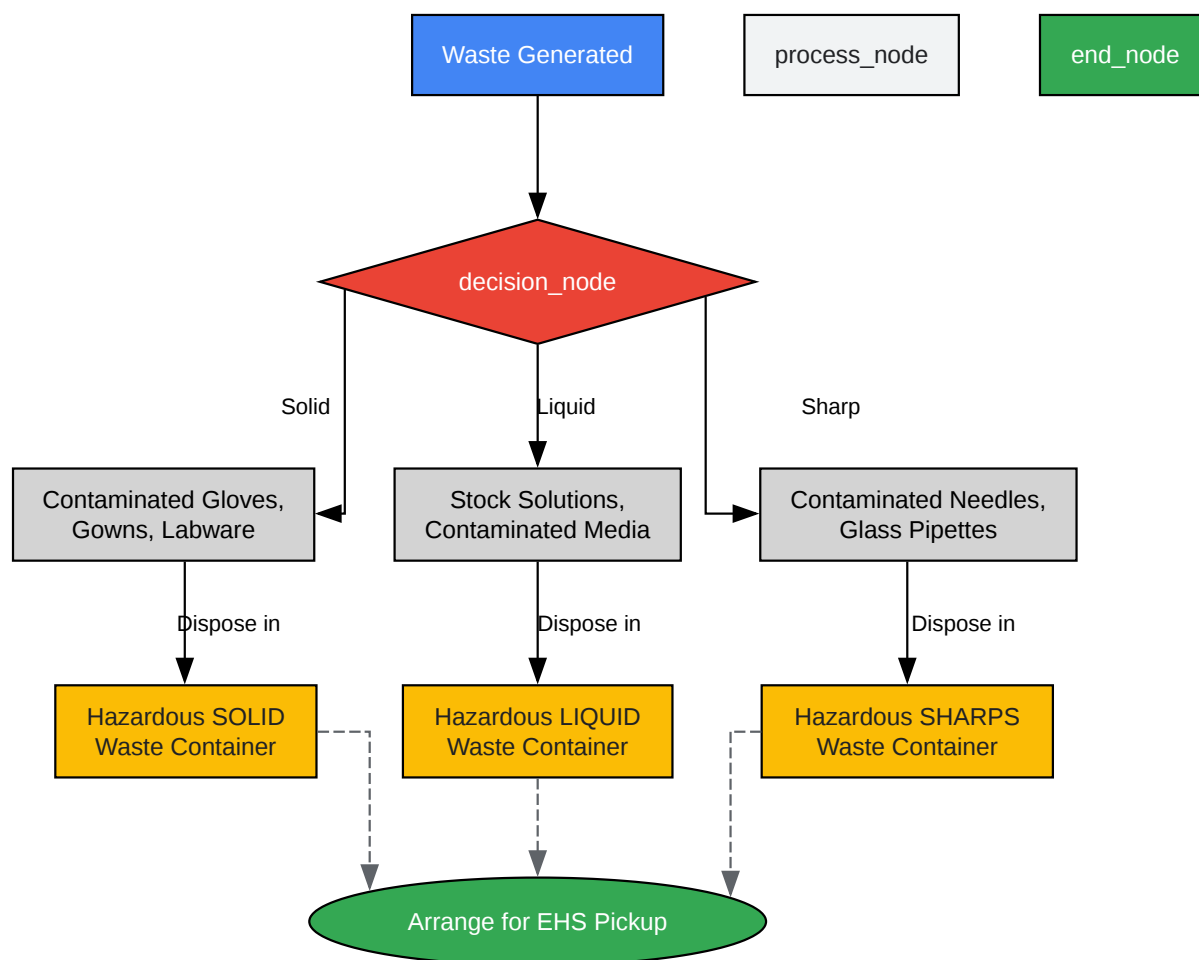 Waste Generated
process_node
end_node
decision_node
Solid
Liquid
Sharp
Contaminated Gloves,
Gowns, Labware
Stock Solutions,
Contaminated Media
Contaminated Needles,
Glass Pipettes
Dispose in
Dispose in
Dispose in
Hazardous SOLID
Waste Container
Hazardous LIQUID
Waste Container
Hazardous SHARPS
Waste Container
Arrange for EHS Pickup